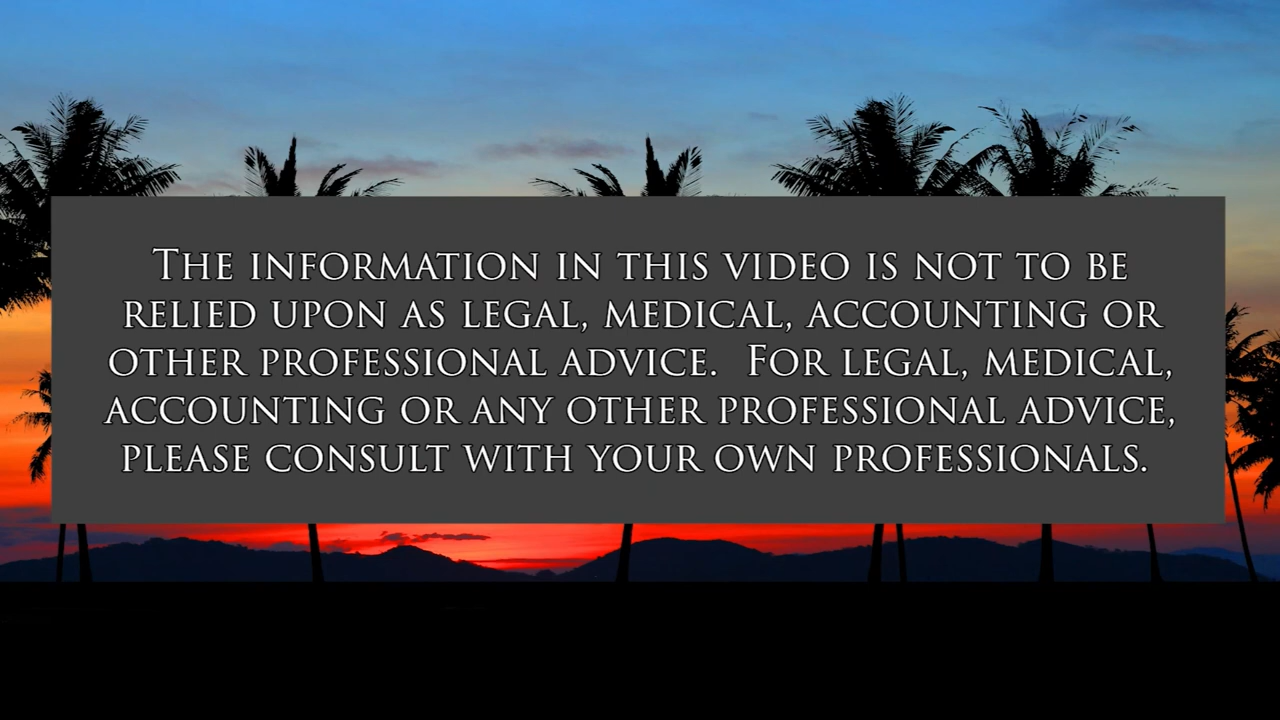 The information in this video is not to be
relied upon as legal, medical, accounting or
other professional advice.  For legal, medical,
accounting or any other professional advice,
please consult with your own professionals.